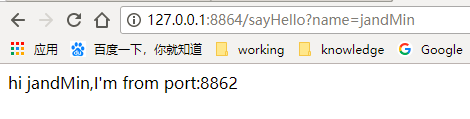 127.0.0.1:8864/sayHello?name=jandMin
应用 百度一下，你就知道 working knowledge Google
hi jandMin,I'm from port:8862